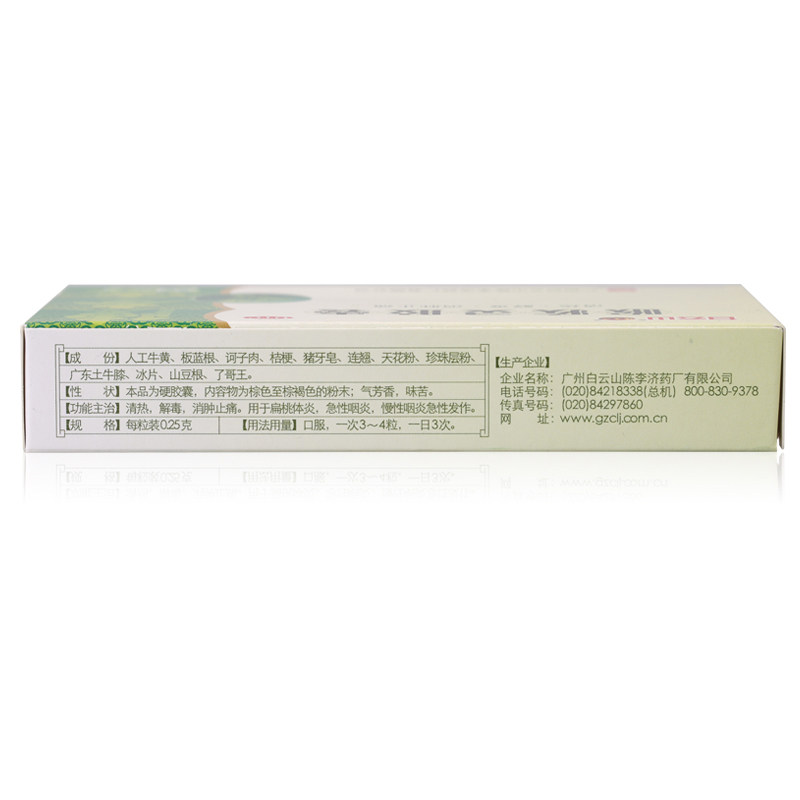 【成 份】人工牛黄、板蓝根、诃子肉、桔梗、猪牙皂、连翘、天花粉、珍珠层粉、
广东土牛膝、冰片、山豆根、了哥王。
【性 状】本品为硬胶囊，内容物为棕色至棕褐色的粉末；气芳香，味苦。
【功能主治】清热，解毒，消肿止痛。用于扁桃体炎，急性咽炎，慢性咽炎急性发作。
【规 格】每粒装0.25克 【用法用量】口服，一次3～4粒，一日3次。
【生产企业】
企业名称：广州白云山陈李济药厂有限公司
电话号码：(020)84218338(总机) 800-830-9378
传真号码：(020)84297860
网 址：www.gzclj.com.cn